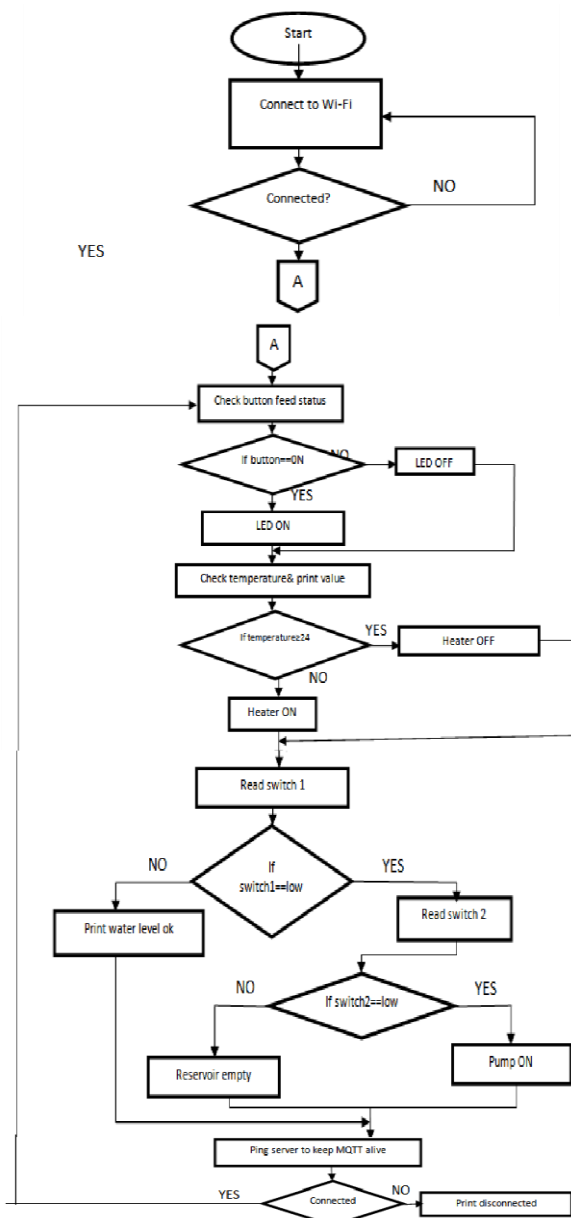 Start
Connect to Wi-Fi
Connected?
NO
YES
A
A
Check button feed status
If button==0N
NO
LED OFF
YES
LED ON
Check temperature& print value
If temperature≥24
YES
Heater OFF
NO
Heater ON
Read switch 1
If
switch1==low
NO
YES
Print water level ok
Read switch 2
If switch2==low
NO
YES
Reservoir empty
Pump ON
Ping server to keep MQTT alive
Connected
YES
NO
Print disconnected